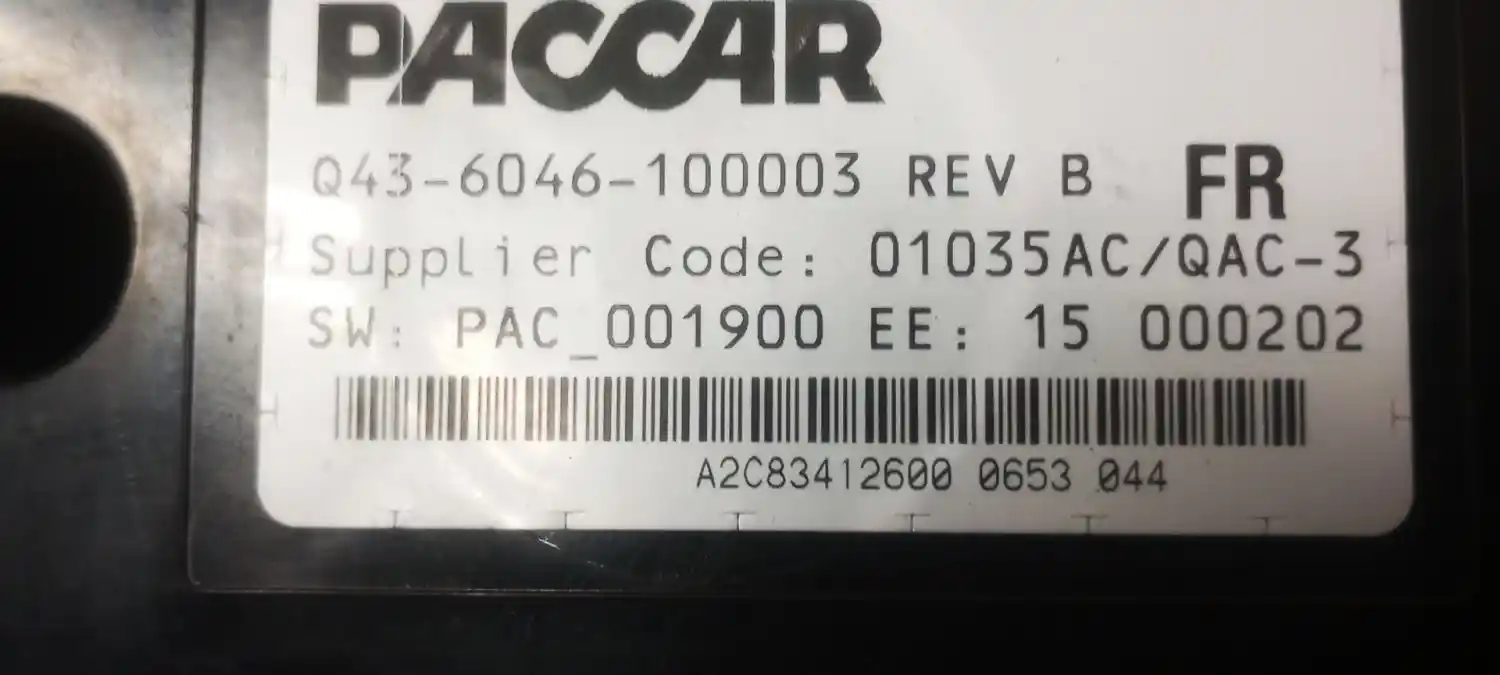 PACCAR
Q43-6046-100003 REV B FR
Supplier Code: 01035AC/QAC-3
SW: PAC_001900 EE: 15 000202
A2C83412600 0653 044